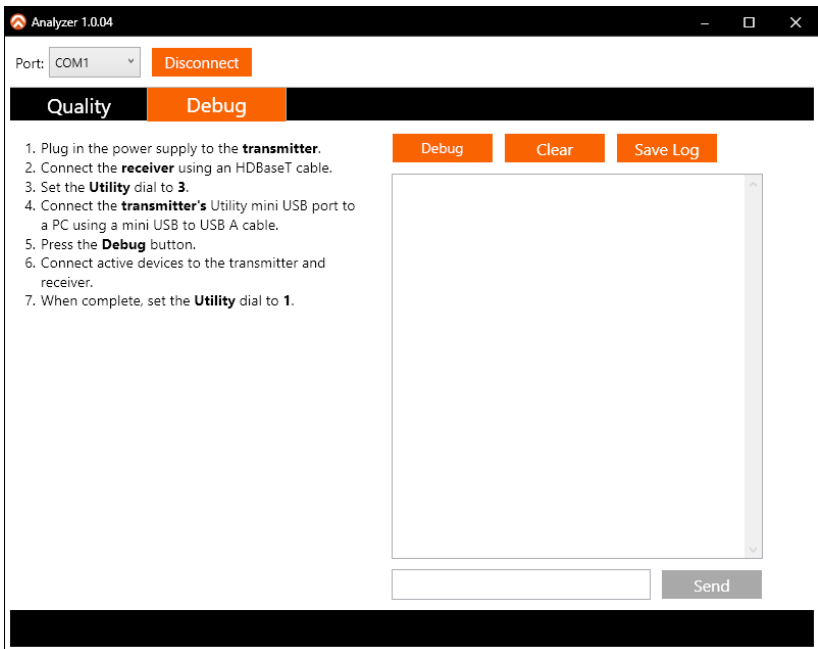 Analyzer 1.0.04
Port: COM1 Disconnect
Quality Debug
1. Plug in the power supply to the transmitter.
2. Connect the receiver using an HDBaseT cable.
3. Set the Utility dial to 3.
4. Connect the transmitter's Utility mini USB port to
a PC using a mini USB to USB A cable.
5. Press the Debug button.
6. Connect active devices to the transmitter and
receiver.
7. When complete, set the Utility dial to 1.
Debug Clear Save Log
Send